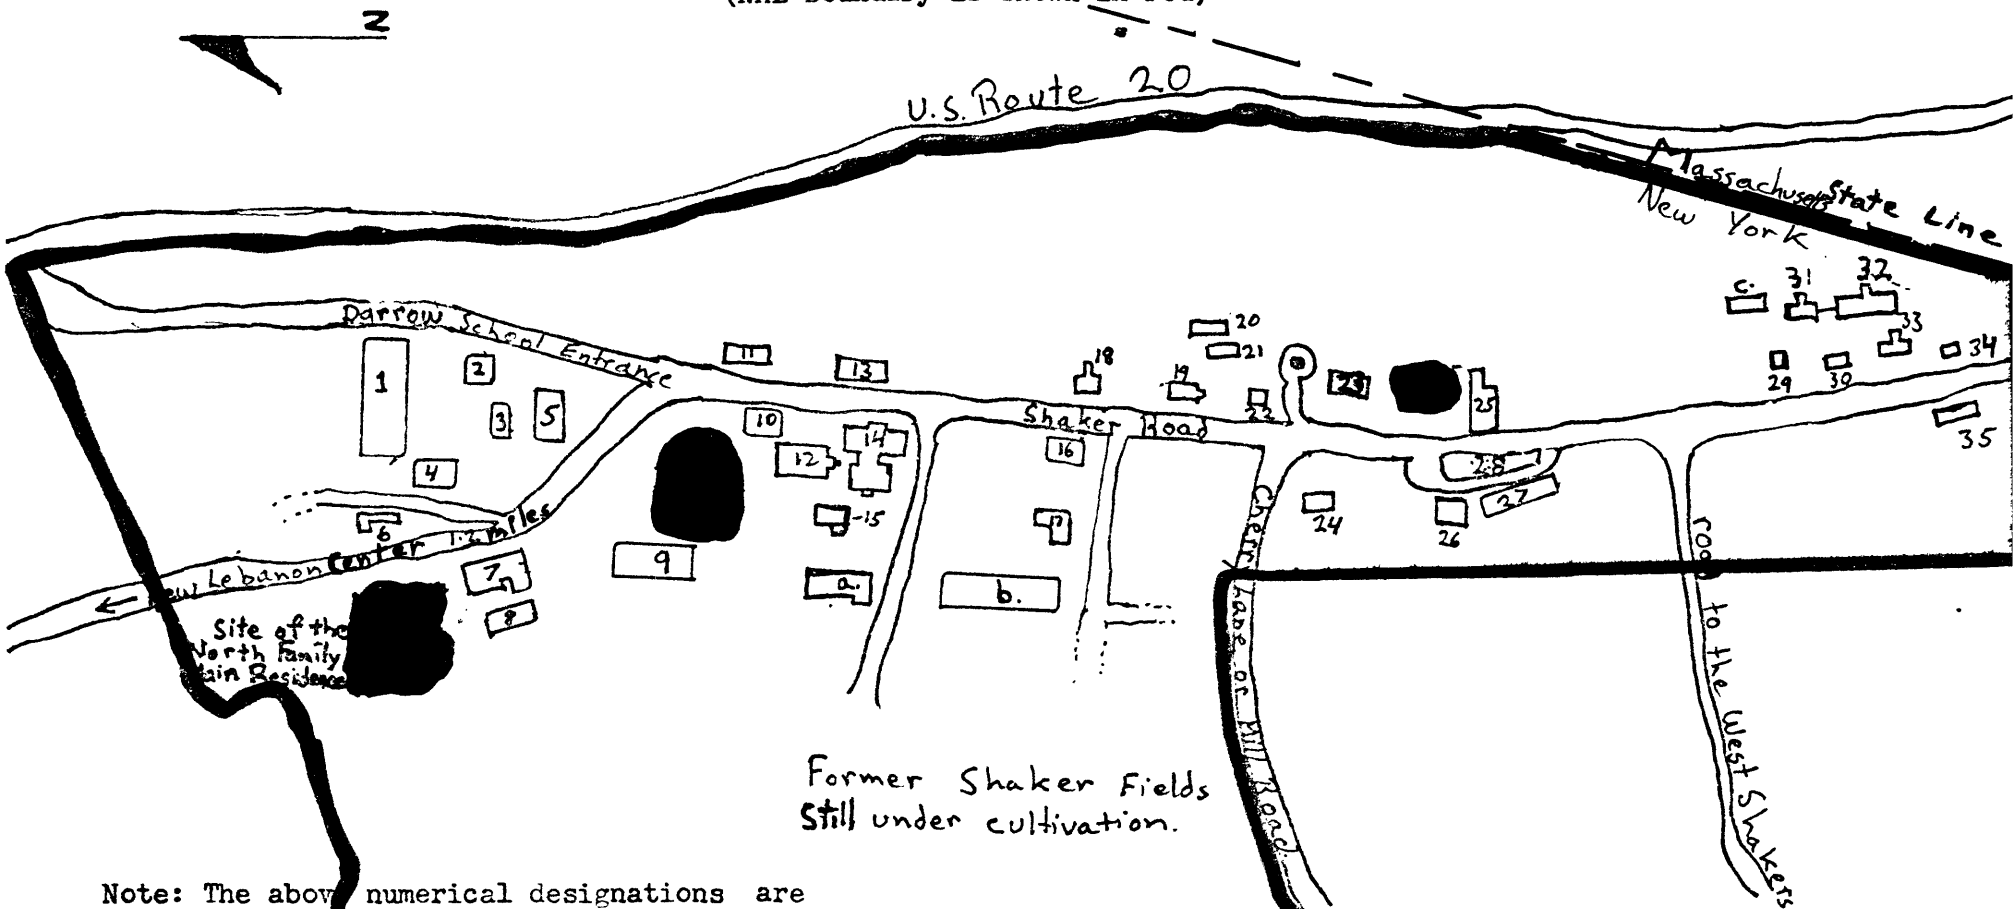 N
U.S. Route 20
Massachusetts State Line
New York
Darrow School Entrance
Shaker Road
1
2
3
4
5
6
7
8
9
10
11
12
13
14
15
16
18
19
20
21
22
23
24
25
26
27
28
29
30
31
32
33
34
35
a.
b.
c.
New Lebanon Center 1.2 miles
Site of the
North Family
Main Residence
or Mill Road
road to the West Shakers
Former Shaker Fields
Still under cultivation.
Note: The above numerical designations are